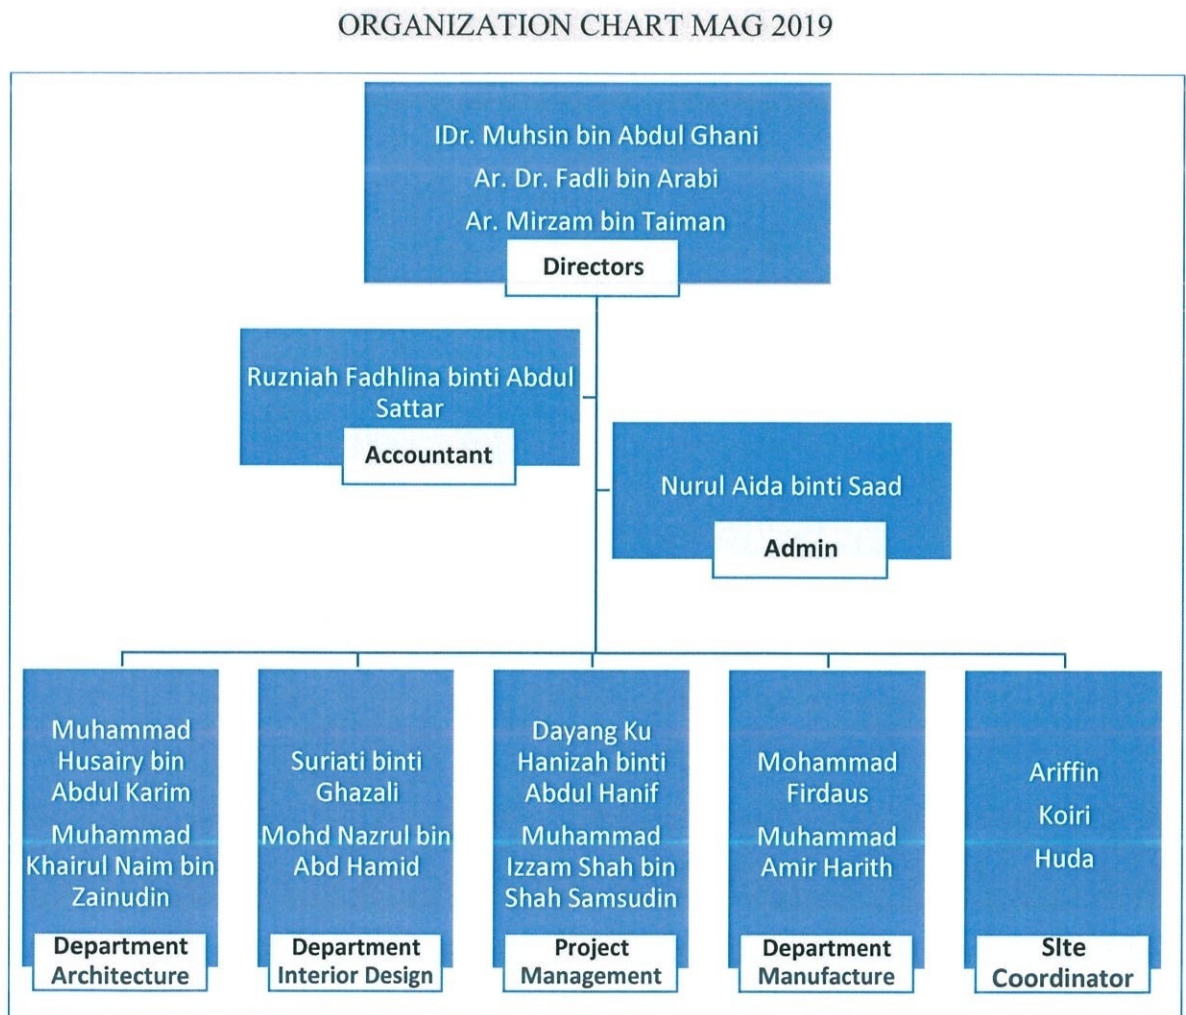 ORGANIZATION CHART MAG 2019
IDr. Muhsin bin Abdul Ghani
Ar. Dr. Fadli bin Arabi
Ar. Mirzam bin Taiman
Directors
Ruzniah Fadhlina binti Abdul
Sattar
Accountant
Nurul Aida binti Saad
Admin
Muhammad
Husairy bin
Abdul Karim
Muhammad
Khairul Naim bin
Zainudin
Department
Architecture
Suriati binti
Ghazali
Mohd Nazrul bin
Abd Hamid
Department
Interior Design
Dayang Ku
Hanizah binti
Abdul Hanif
Muhammad
Izzam Shah bin
Shah Samsudin
Project
Management
Mohammad
Firdaus
Muhammad
Amir Harith
Department
Manufacture
Ariffin
Koiri
Huda
SIte
Coordinator